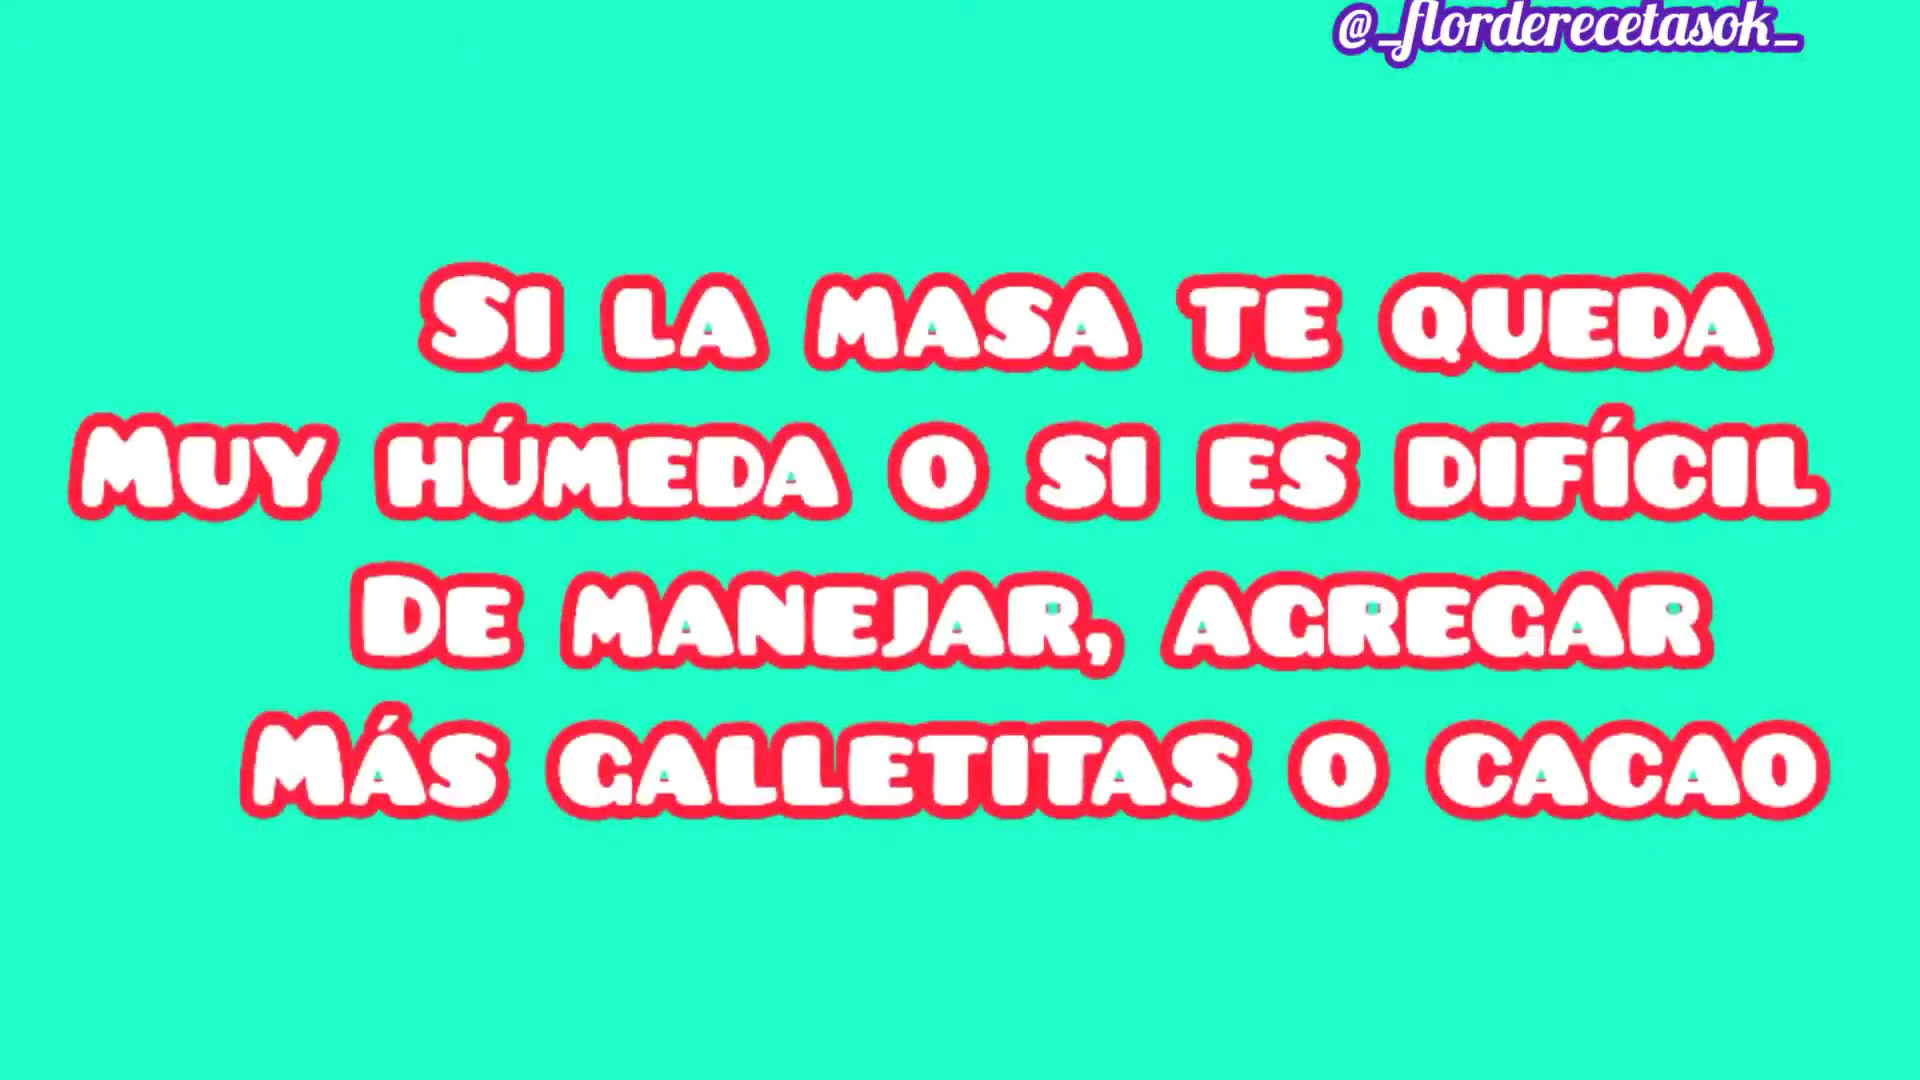 @_florderecetasok_
Si la masa te queda
Muy húmeda o si es difícil
De manejar, agregar
Más galletitas o cacao